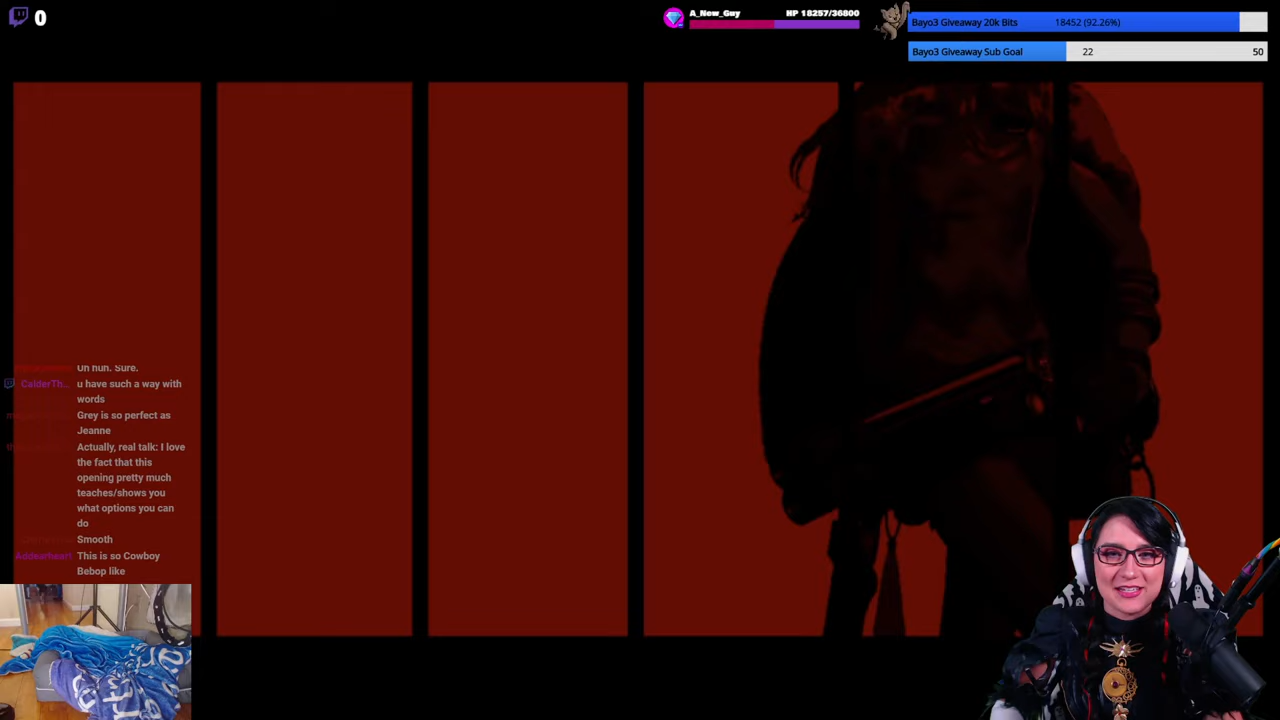 0
A_New_Guy HP 18257/36800
Bayo3 Giveaway 20k Bits 18452 (92.26%)
Bayo3 Giveaway Sub Goal 22 50
Uh huh. Sure.
CalderTh... u have such a way with
words
Grey is so perfect as
Jeanne
Actually, real talk: I love
the fact that this
opening pretty much
teaches/shows you
what options you can
do
Smooth
Addearheart This is so Cowboy
Bebop like